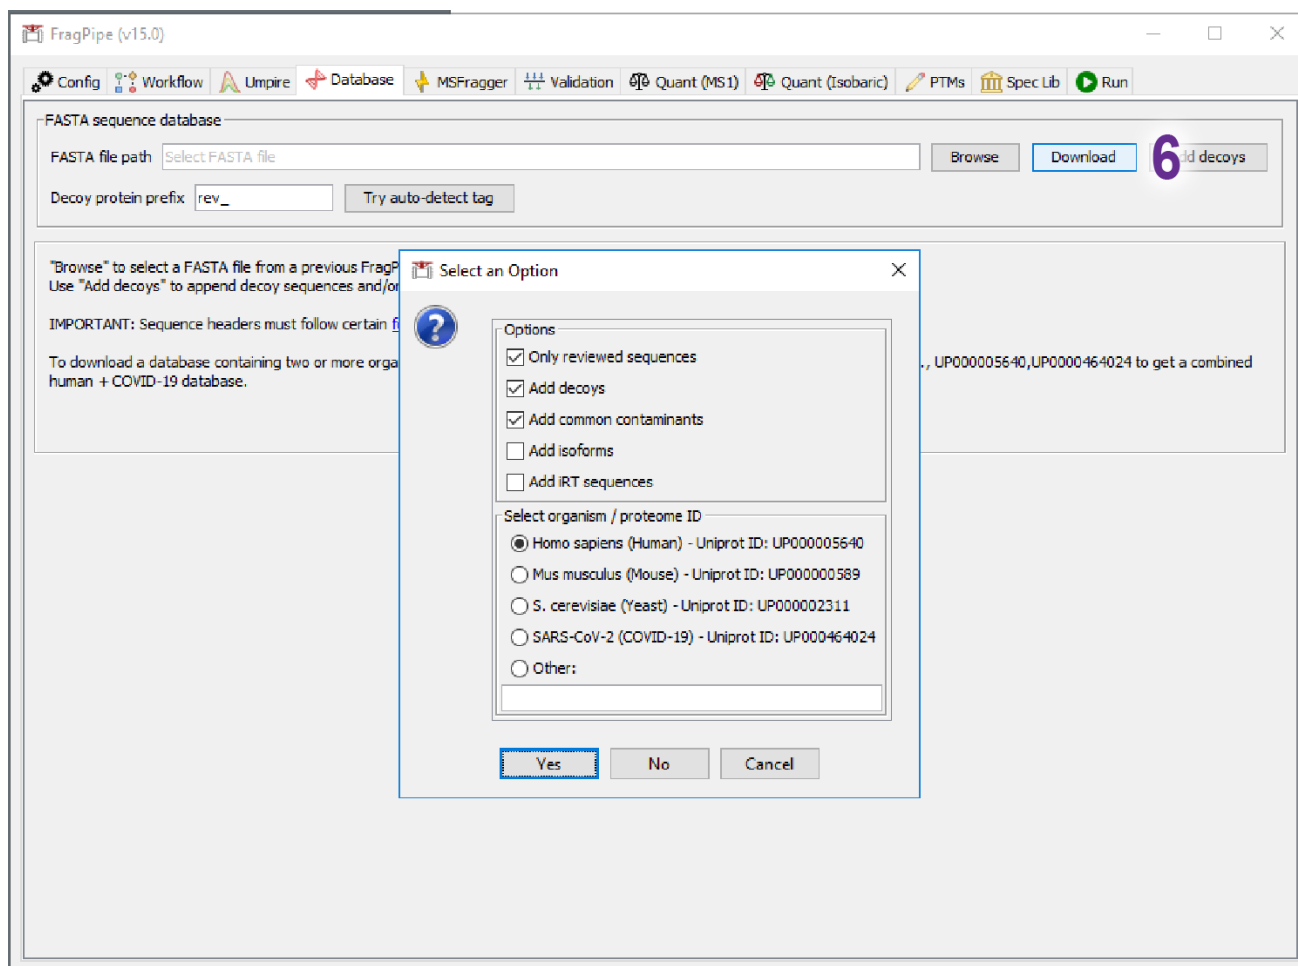 FragPipe (v15.0)
Config Workflow Umpire Database MSFragger Validation Quant (MS1) Quant (Isobaric) PTMs Spec Lib Run
FASTA sequence database
FASTA file path Select FASTA file Browse Download 6 dd decoys
Decoy protein prefix rev_ Try auto-detect tag
"Browse" to select a FASTA file from a previous FragP
Use "Add decoys" to append decoy sequences and/or
IMPORTANT: Sequence headers must follow certain f
To download a database containing two or more orga ., UP000005640,UP0000464024 to get a combined
human + COVID-19 database.
Select an Option
Options
Only reviewed sequences
Add decoys
Add common contaminants
Add isoforms
Add iRT sequences
Select organism / proteome ID
Homo sapiens (Human) - Uniprot ID: UP000005640
Mus musculus (Mouse) - Uniprot ID: UP000000589
S. cerevisiae (Yeast) - Uniprot ID: UP000002311
SARS-CoV-2 (COVID-19) - Uniprot ID: UP000464024
Other:
Yes No Cancel